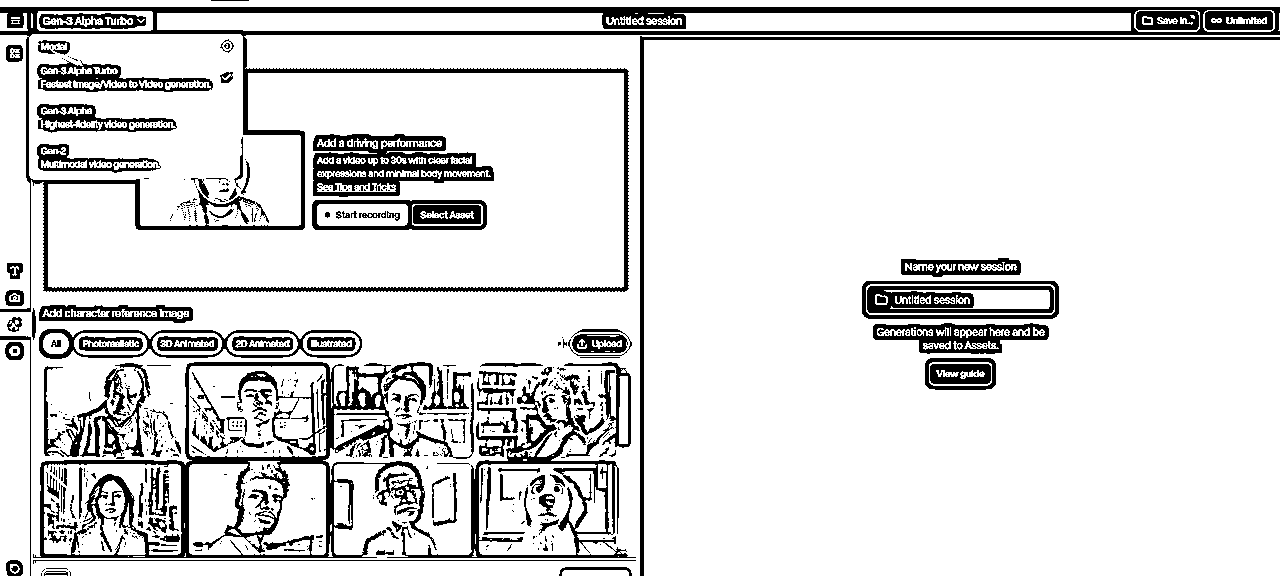 Gen-3 Alpha Turbo
Untitled session
Save in...
Unlimited
Model
Gen-3 Alpha Turbo
Fastest Image/Video to Video generation.
Gen-3 Alpha
Highest-fidelity video generation.
Gen-2
Multimodal video generation.
Add a driving performance
Add a video up to 30s with clear facial
expressions and minimal body movement.
See Tips and Tricks
Start recording
Select Asset
Add character reference image
All
Photorealistic
3D Animated
2D Animated
Illustrated
Upload
Name your new session
Untitled session
Generations will appear here and be
saved to Assets.
View guide